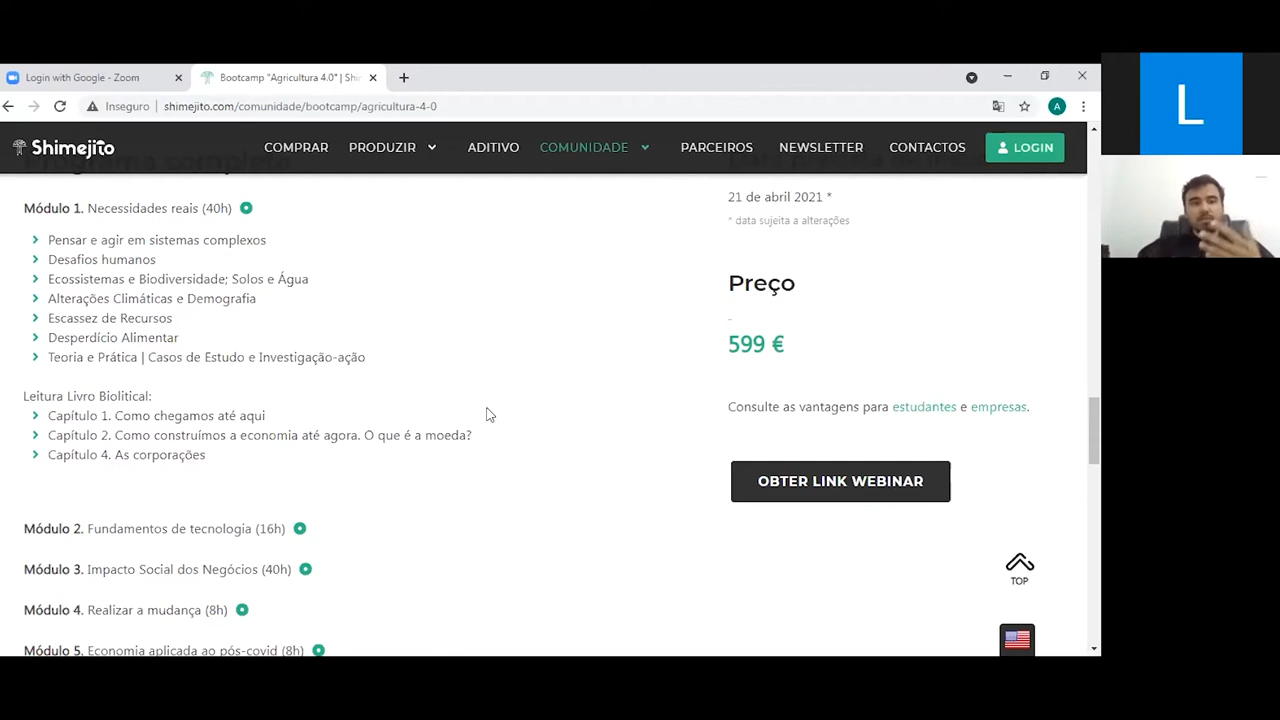 Login with Google - Zoom
Bootcamp "Agricultura 4.0" | Shi
Inseguro
shimejito.com/comunidade/bootcamp/agricultura-4-0
A
L
Shimejito
COMPRAR
PRODUZIR
ADITIVO
COMUNIDADE
PARCEIROS
NEWSLETTER
CONTACTOS
LOGIN
Módulo 1. Necessidades reais (40h)
Pensar e agir em sistemas complexos
Desafios humanos
Ecossistemas e Biodiversidade; Solos e Água
Alterações Climáticas e Demografia
Escassez de Recursos
Desperdício Alimentar
Teoria e Prática | Casos de Estudo e Investigação-ação
Leitura Livro Biolitical:
Capítulo 1. Como chegamos até aqui
Capítulo 2. Como construímos a economia até agora. O que é a moeda?
Capítulo 4. As corporações
Módulo 2. Fundamentos de tecnologia (16h)
Módulo 3. Impacto Social dos Negócios (40h)
Módulo 4. Realizar a mudança (8h)
Módulo 5. Economia aplicada ao pós-covid (8h)
21 de abril 2021 *
* data sujeita a alterações
Preço
-
599 €
Consulte as vantagens para estudantes e empresas.
OBTER LINK WEBINAR
TOP